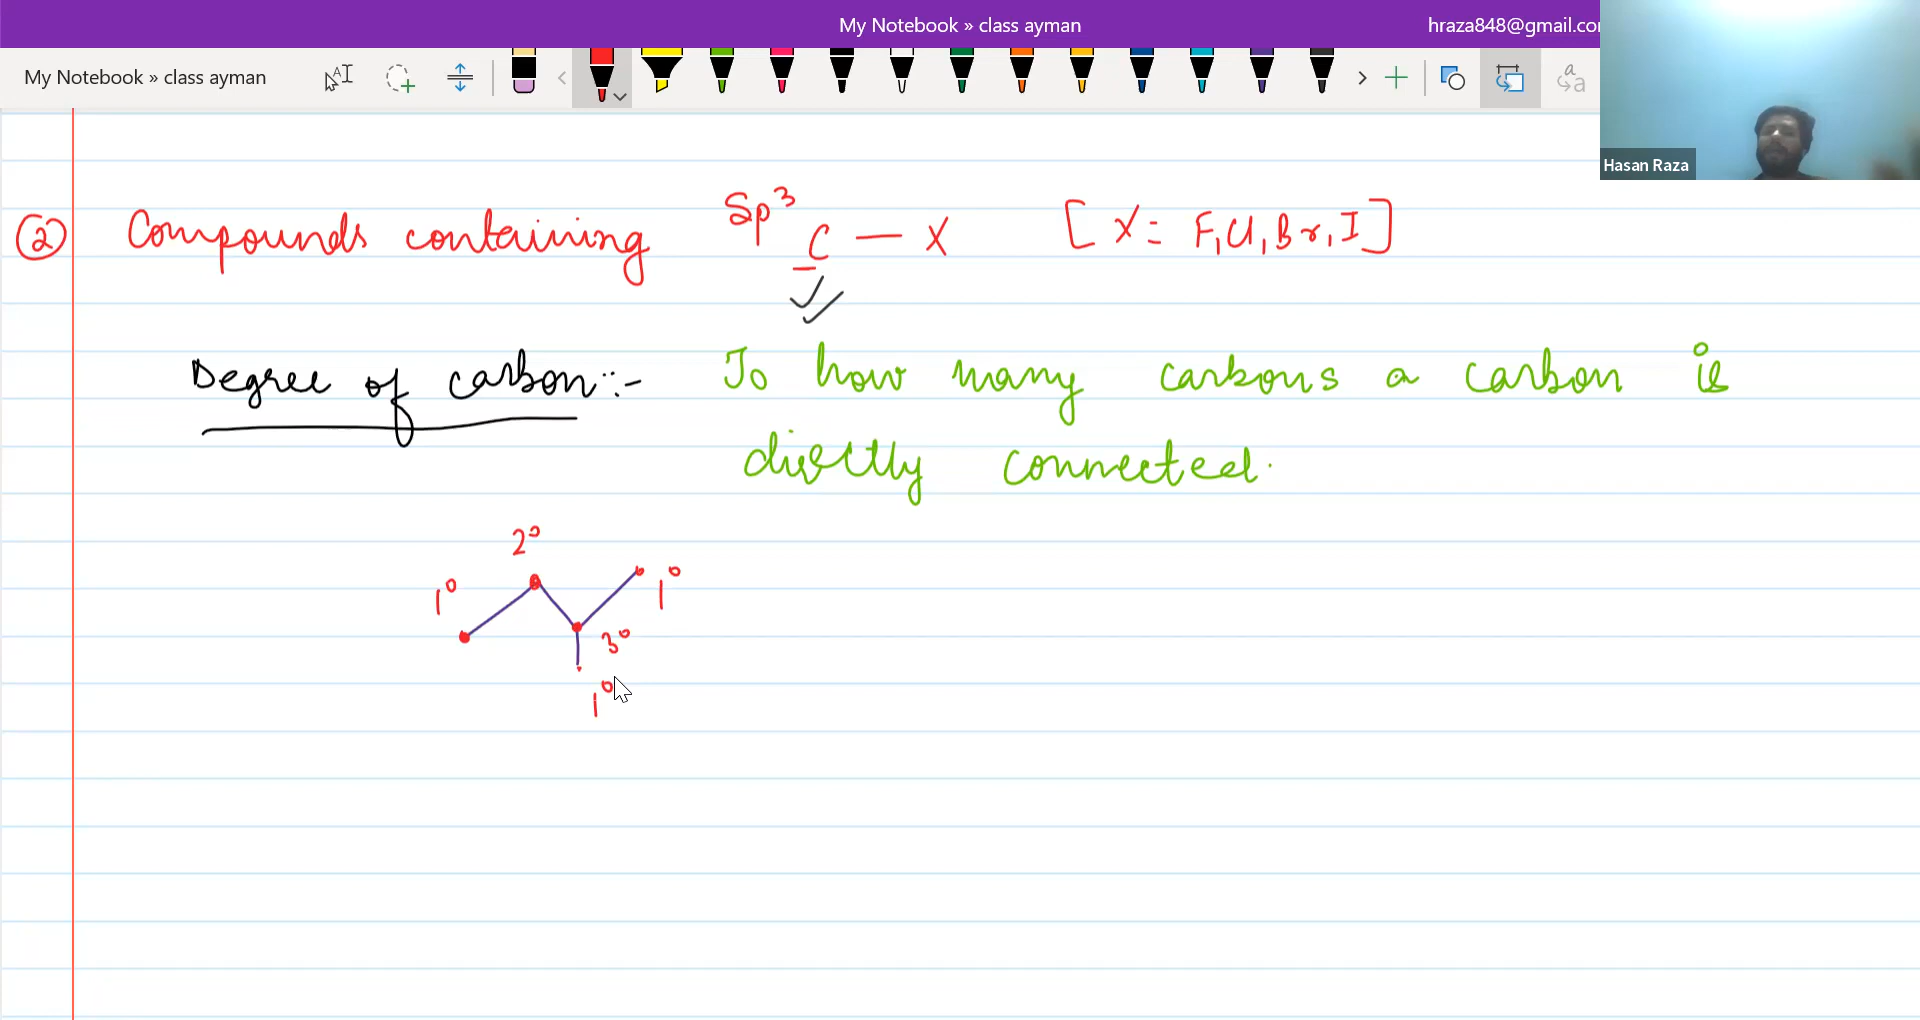 My Notebook » class ayman
hraza848@gmail.co
My Notebook » class ayman
Hasan Raza
② Compounds containing Sp³ C — X [X = F, Cl, Br, I]
Degree of carbon :- To how many carbons a carbon is
directly connected.
2°
1° 1°
3°
1°